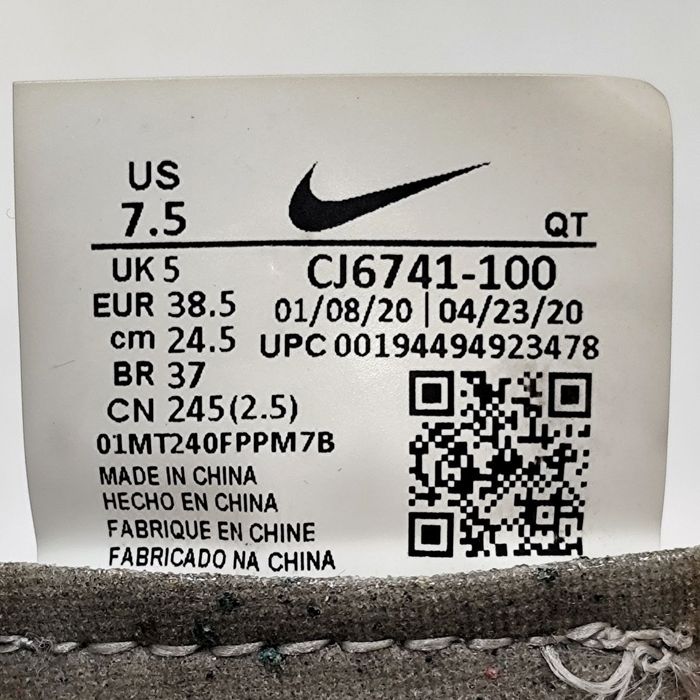 US
7.5
QT
UK 5
EUR 38.5
cm 24.5
BR 37
CN 245(2.5)
01MT240FPPM7B
MADE IN CHINA
HECHO EN CHINA
FABRIQUE EN CHINE
FABRICADO NA CHINA
CJ6741-100
01/08/20 | 04/23/20
UPC 00194494923478